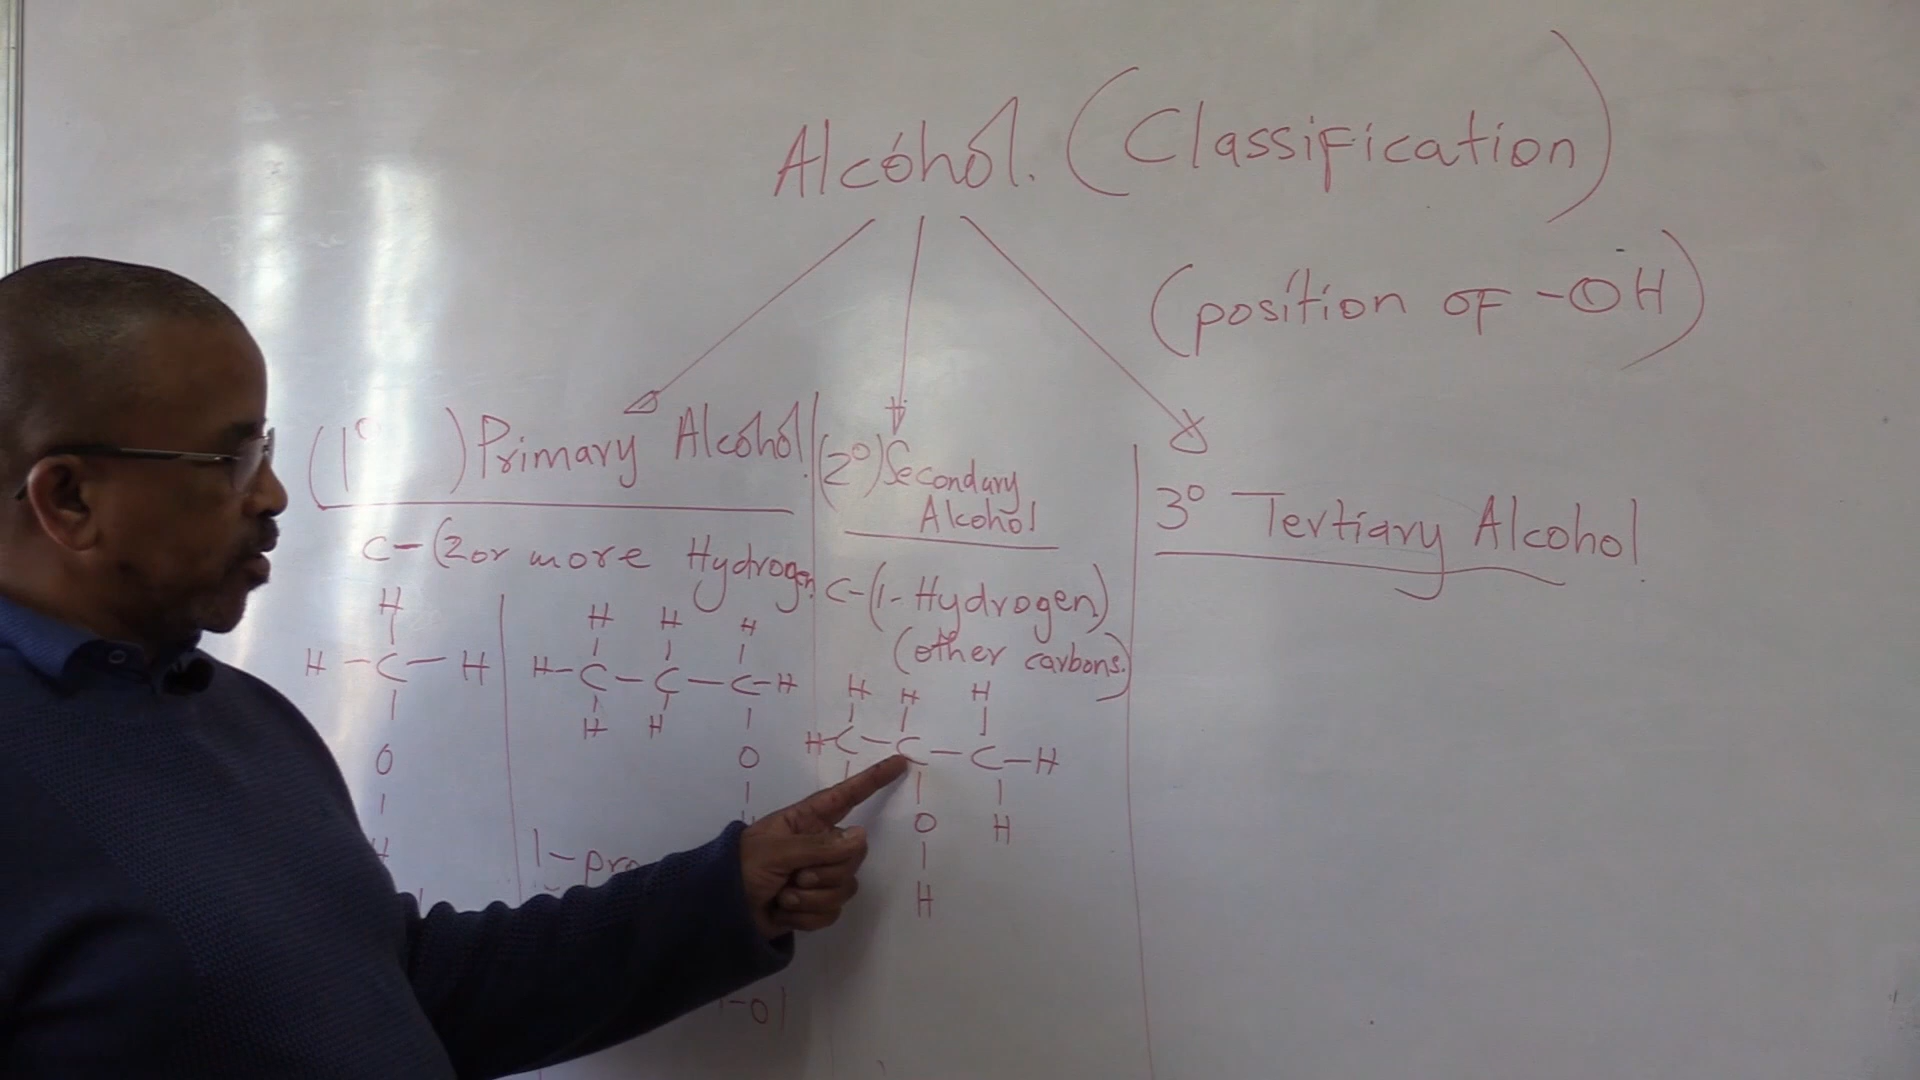 Alcohol. (Classification)
(position of -OH)
(1° ) Primary Alcohol.
(2°) Secondary
Alcohol
3° Tertiary Alcohol
C-(2 or more Hydrogen
C-(1-Hydrogen)
(other carbons.)
H
H-C-H
O
H
H H H
H-C-C-C-H
H H
O
1-pro
-ol
H H H
H-C-C-C-H
O H
H